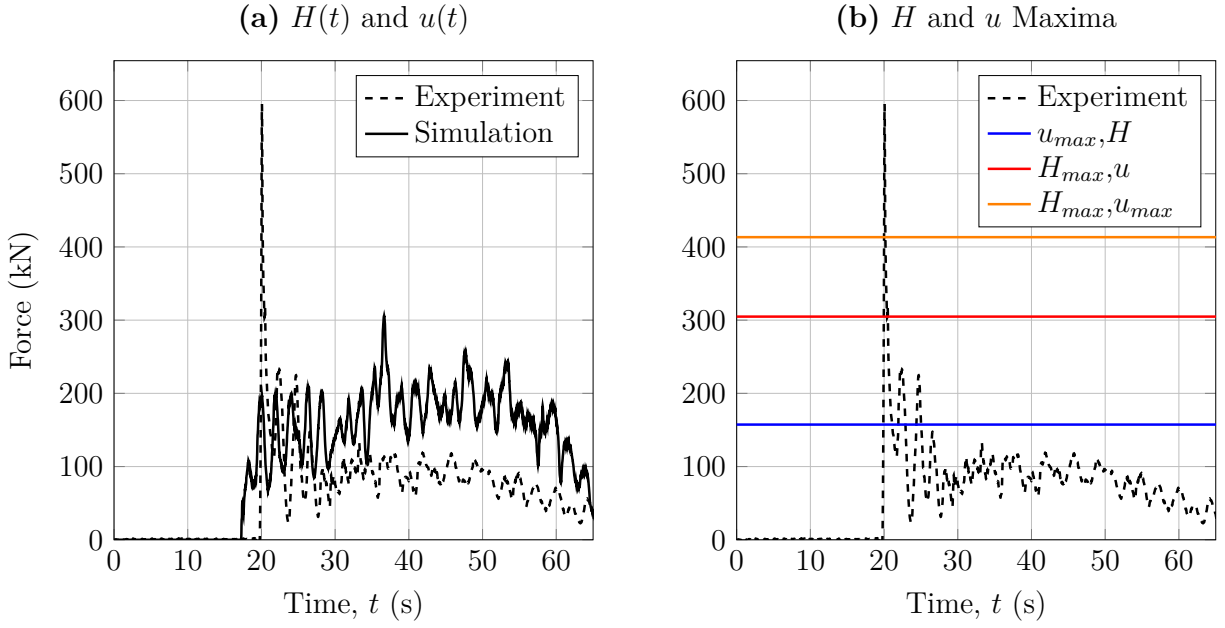 (a) H(t) and u(t)
Force (kN)
600
500
400
300
200
100
0
0 10 20 30 40 50 60
Time, t (s)
Experiment
Simulation
(b) H and u Maxima
600
500
400
300
200
100
0
0 10 20 30 40 50 60
Time, t (s)
Experiment
u_max,H
H_max,u
H_max,u_max